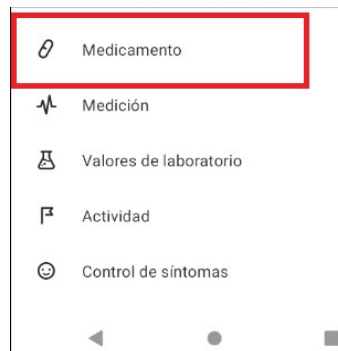 Medicamento
Medición
Valores de laboratorio
Actividad
Control de síntomas